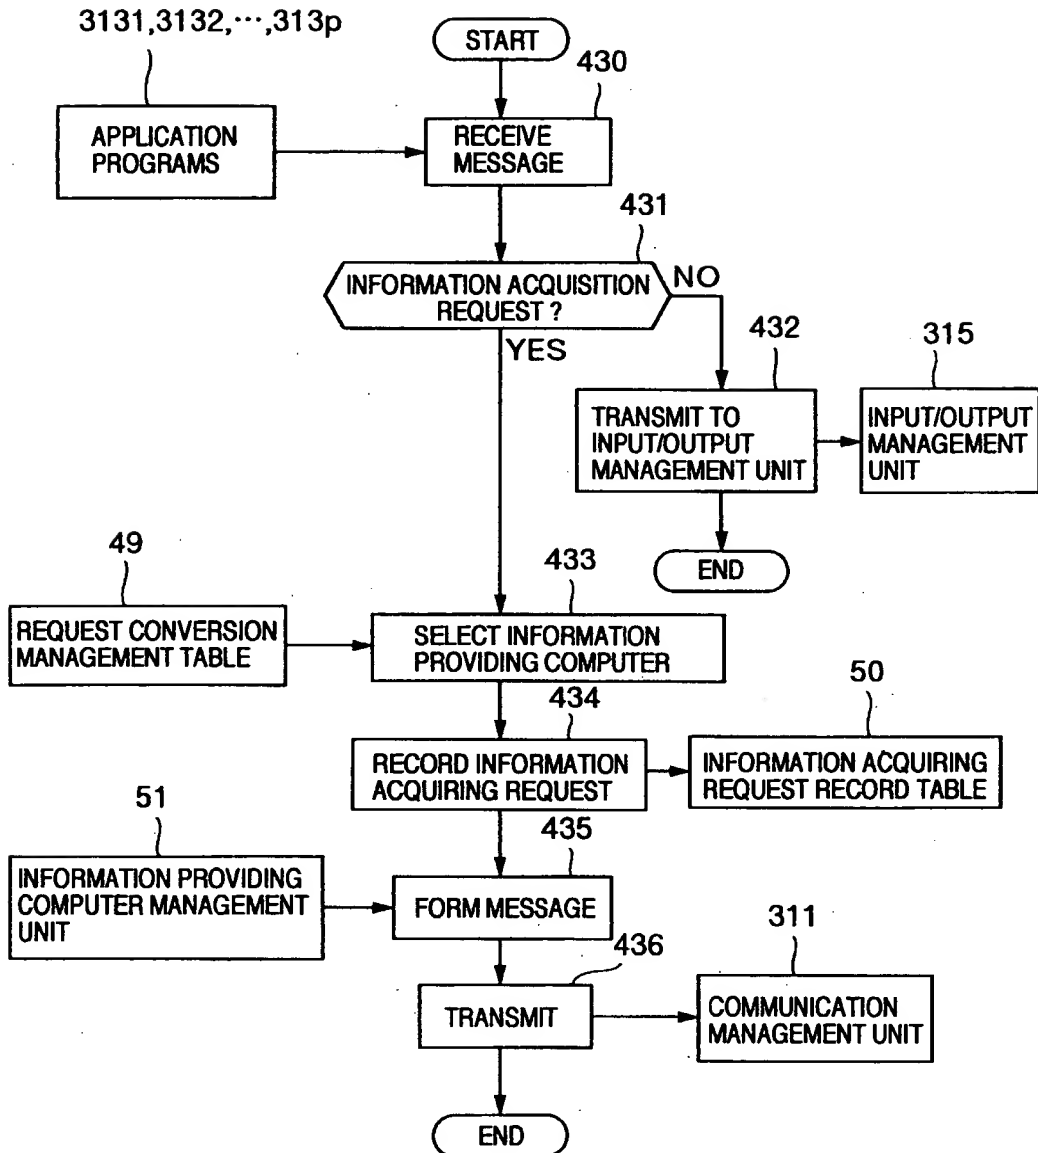 3131,3132,···,313p
START
430
APPLICATION
PROGRAMS
RECEIVE
MESSAGE
431
INFORMATION ACQUISITION
REQUEST ?
NO
YES
432
315
TRANSMIT TO
INPUT/OUTPUT
MANAGEMENT UNIT
INPUT/OUTPUT
MANAGEMENT
UNIT
END
49
433
REQUEST CONVERSION
MANAGEMENT TABLE
SELECT INFORMATION
PROVIDING COMPUTER
434
50
RECORD INFORMATION
ACQUIRING REQUEST
INFORMATION ACQUIRING
REQUEST RECORD TABLE
51
435
INFORMATION PROVIDING
COMPUTER MANAGEMENT
UNIT
FORM MESSAGE
436
311
TRANSMIT
COMMUNICATION
MANAGEMENT UNIT
END